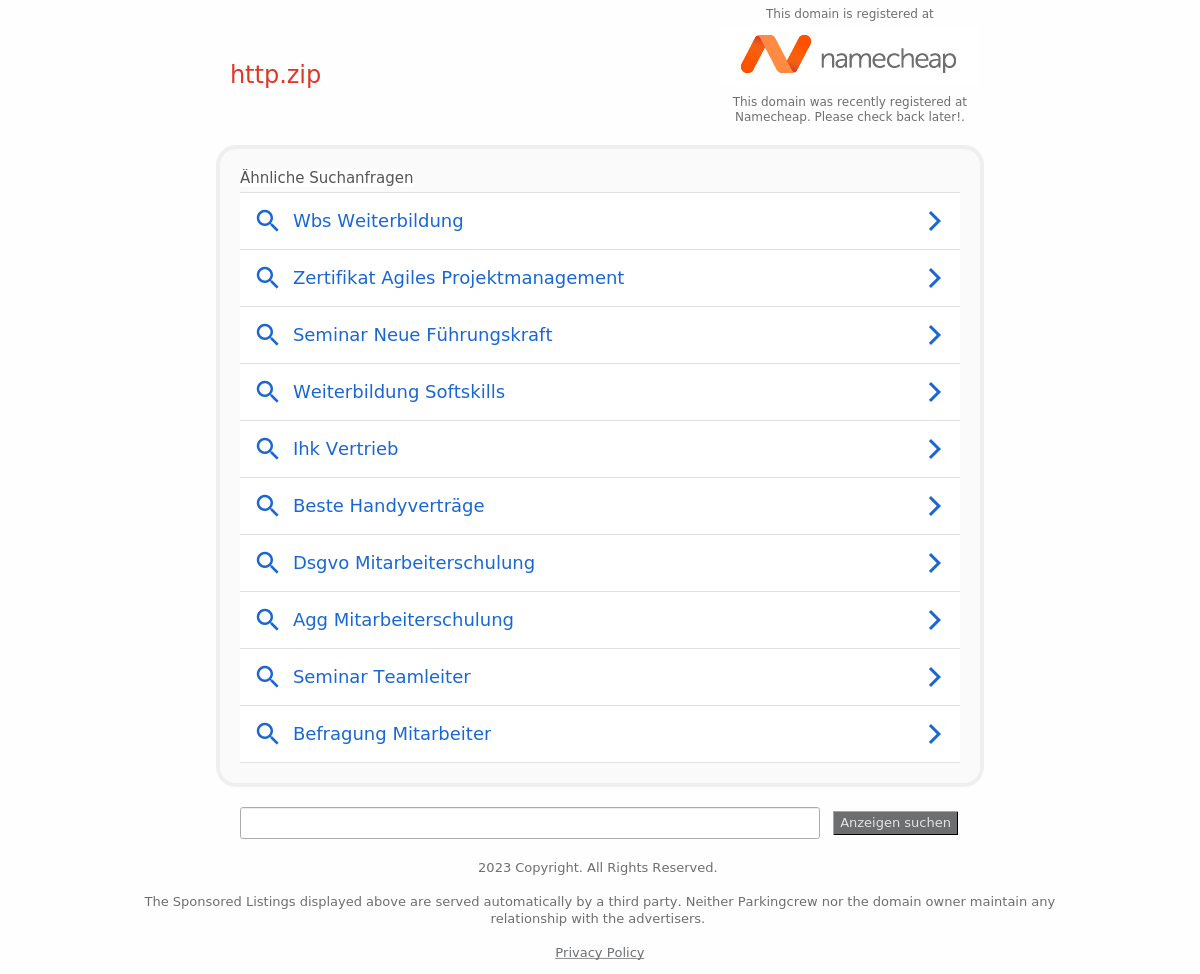 This domain is registered at
namecheap
http.zip
This domain was recently registered at
Namecheap. Please check back later!.
Ähnliche Suchanfragen
Wbs Weiterbildung
Zertifikat Agiles Projektmanagement
Seminar Neue Führungskraft
Weiterbildung Softskills
Ihk Vertrieb
Beste Handyverträge
Dsgvo Mitarbeiterschulung
Agg Mitarbeiterschulung
Seminar Teamleiter
Befragung Mitarbeiter
Anzeigen suchen
2023 Copyright. All Rights Reserved.
The Sponsored Listings displayed above are served automatically by a third party. Neither Parkingcrew nor the domain owner maintain any
relationship with the advertisers.
Privacy Policy